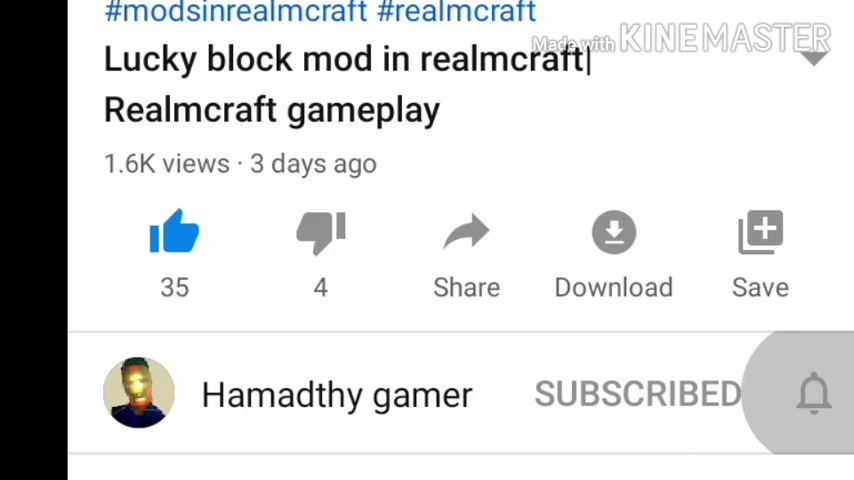 #modsinrealmcraft #realmcraft
Made with KINEMASTER
Lucky block mod in realmcraft|
Realmcraft gameplay
1.6K views · 3 days ago
35
4
Share
Download
Save
Hamadthy gamer
SUBSCRIBED